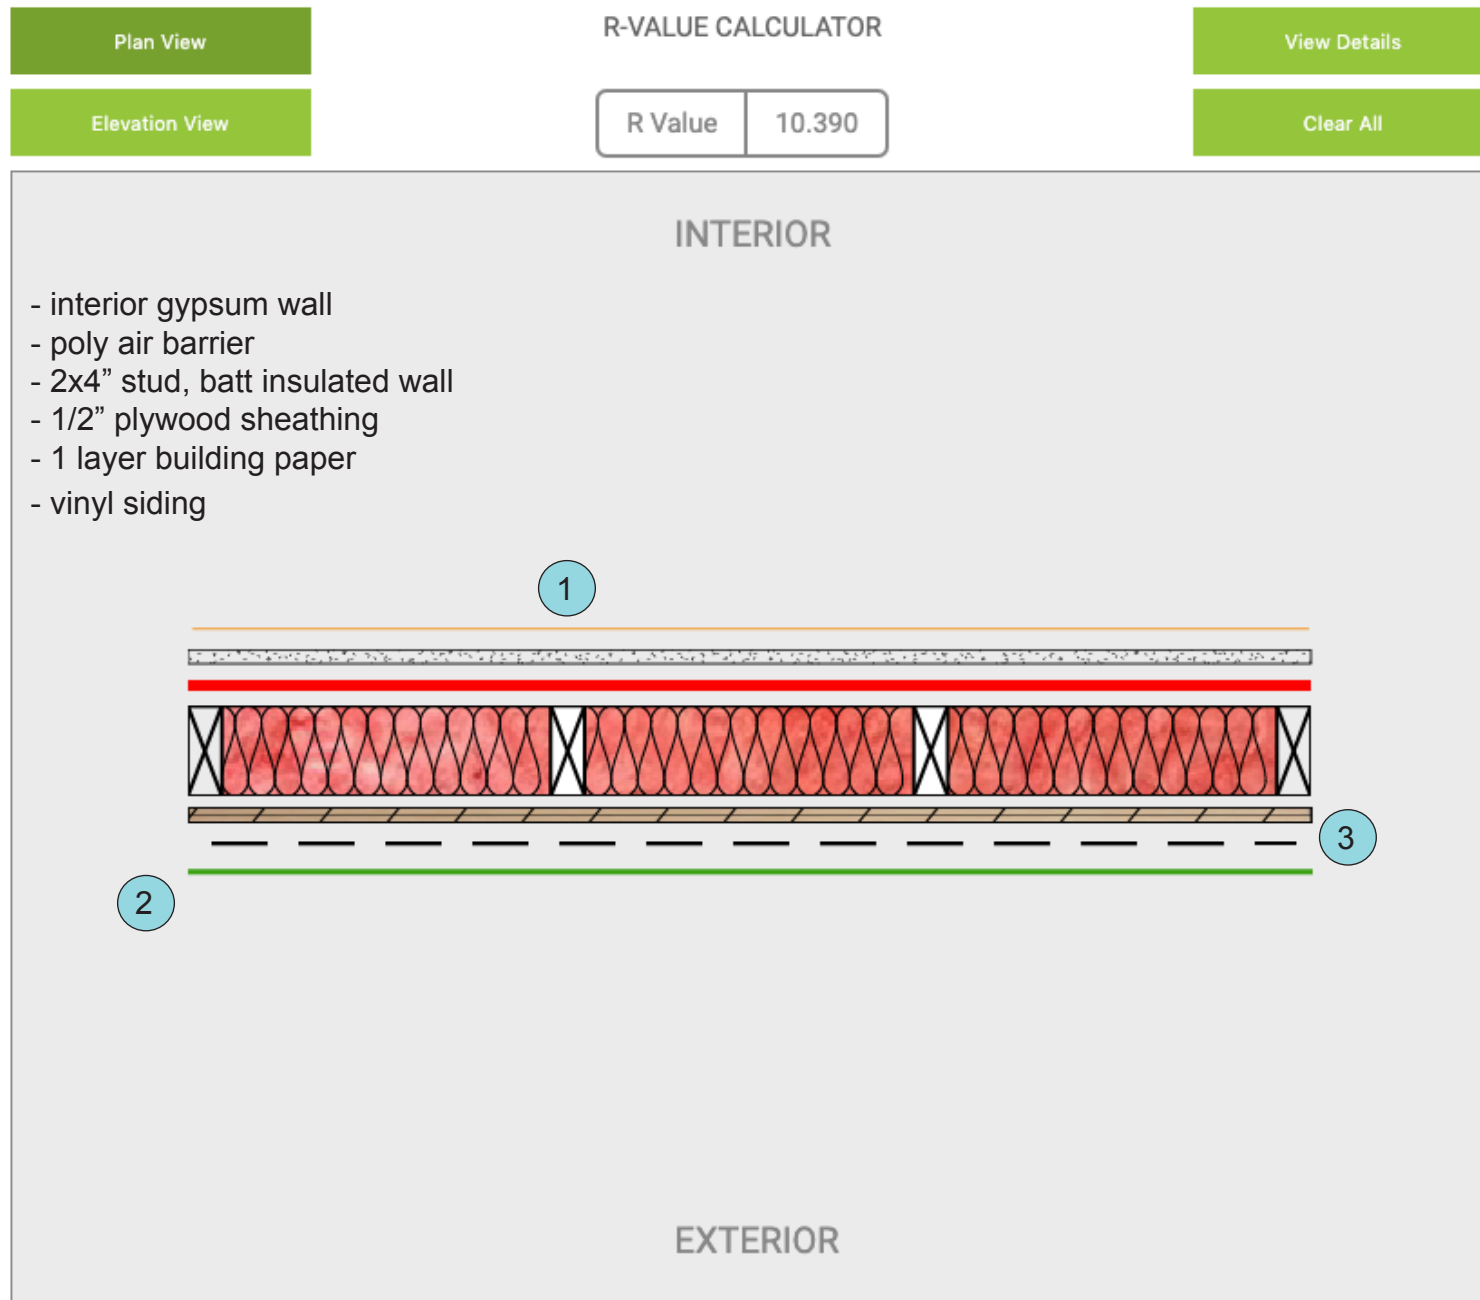 Plan View
R-VALUE CALCULATOR
View Details
Elevation View
R Value 10.390
Clear All
INTERIOR
- interior gypsum wall
- poly air barrier
- 2x4” stud, batt insulated wall
- 1/2” plywood sheathing
- 1 layer building paper
- vinyl siding
1
3
2
EXTERIOR